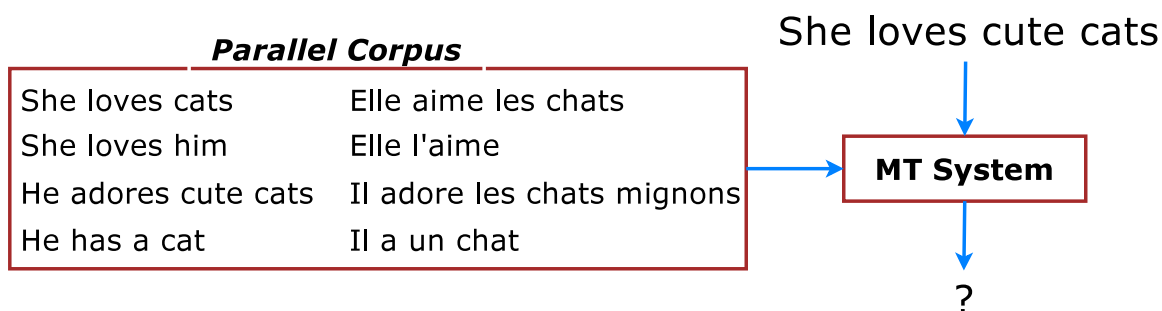 She loves cute cats
Parallel Corpus
She loves cats Elle aime les chats
She loves him Elle l'aime
He adores cute cats Il adore les chats mignons
He has a cat Il a un chat
MT System
?